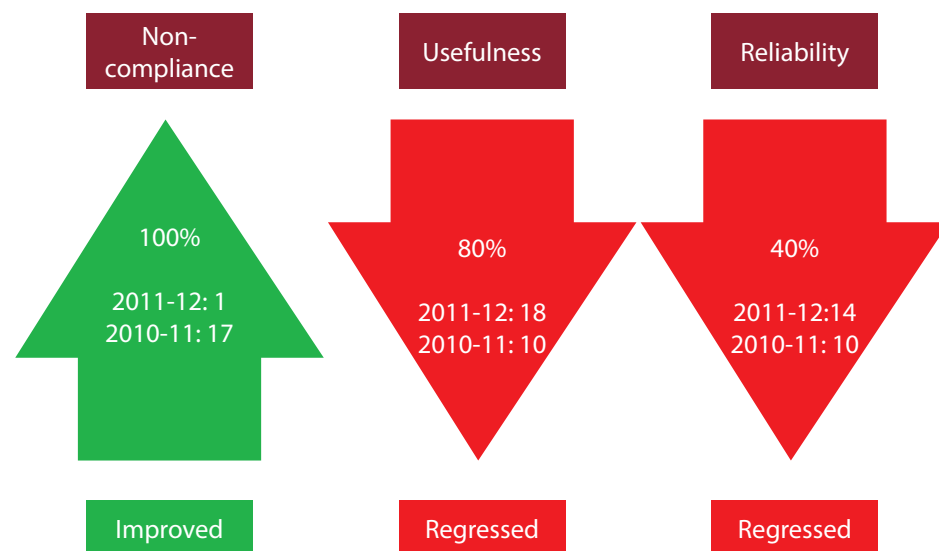 Non-
compliance
Usefulness
Reliability
100%
2011-12: 1
2010-11: 17
80%
2011-12: 18
2010-11: 10
40%
2011-12:14
2010-11: 10
Improved
Regressed
Regressed